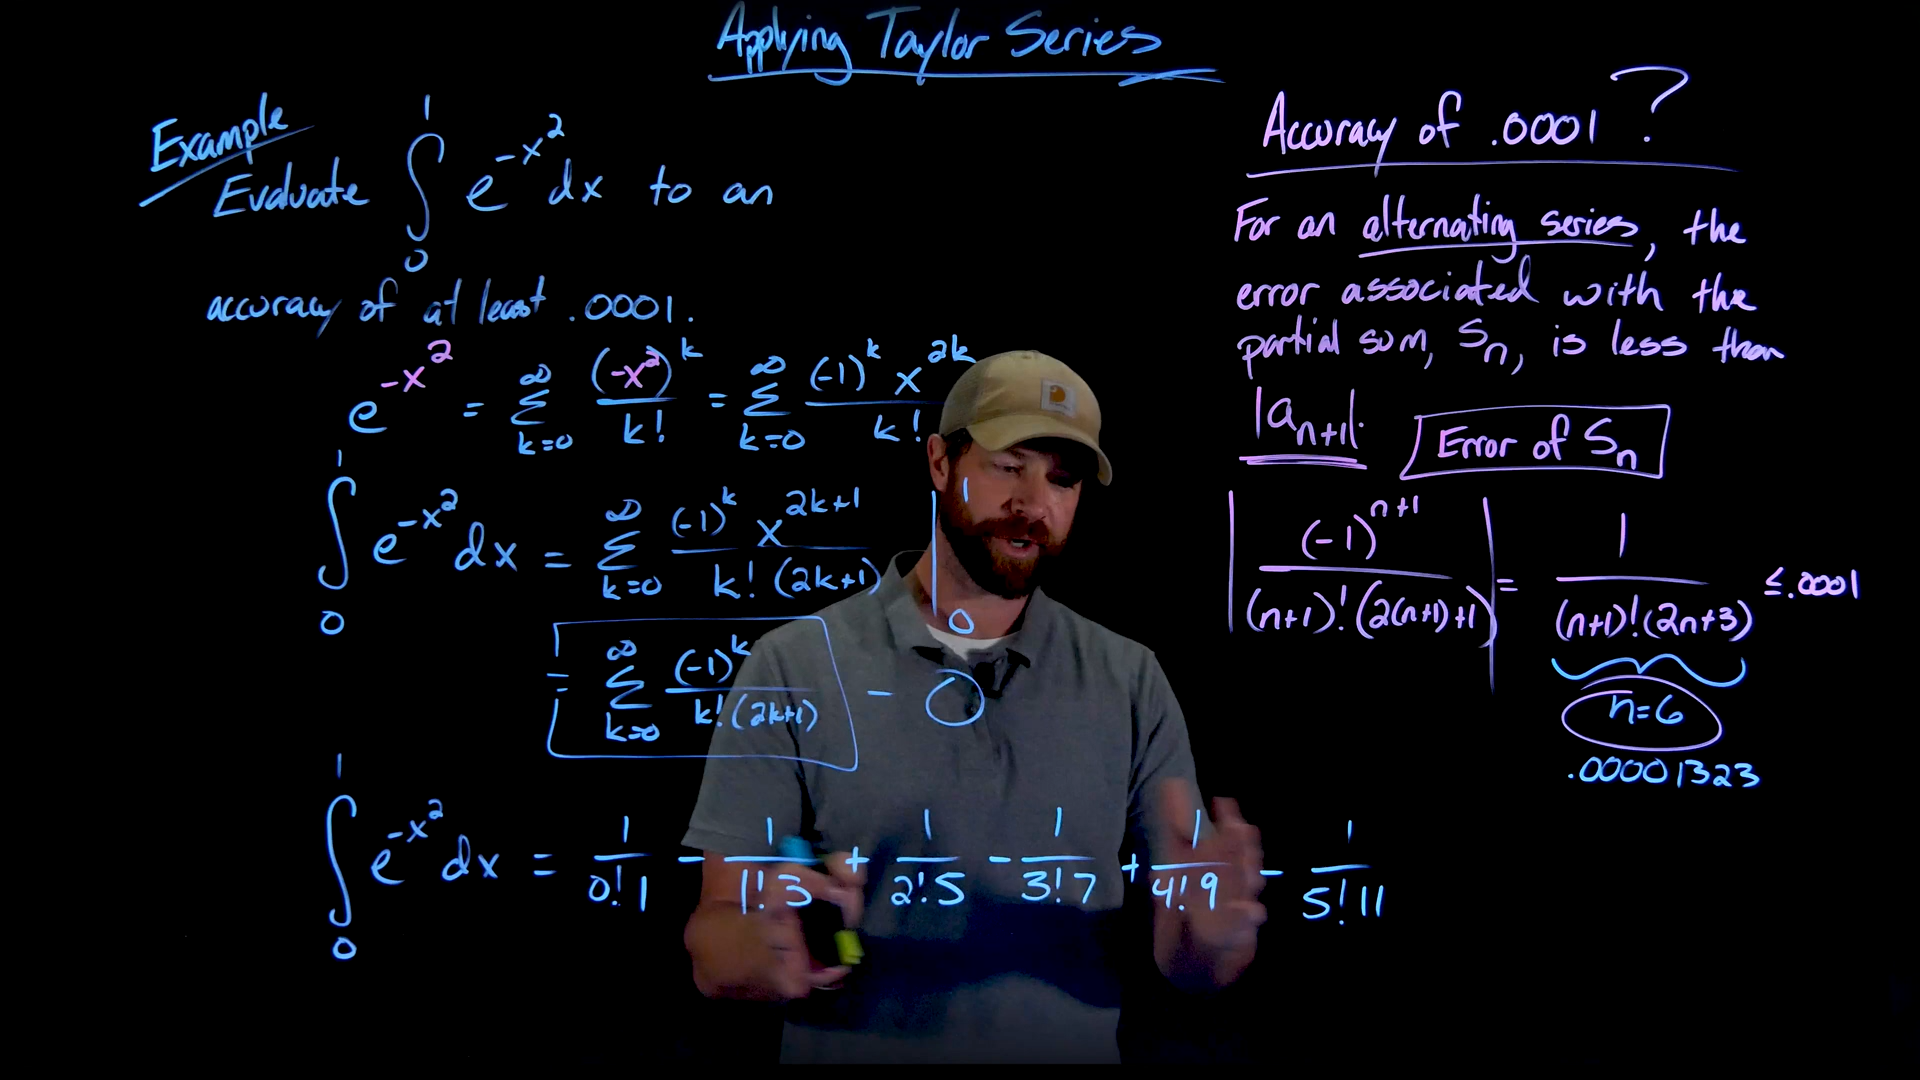 Applying Taylor Series
Example
Evaluate ∫₀¹ e^(-x²) dx to an
accuracy of at least .0001.
e^(-x²) = ∑_(k=0)^∞ (-x²)^k / k! = ∑_(k=0)^∞ (-1)^k x^(2k) / k!
∫₀¹ e^(-x²) dx = ∑_(k=0)^∞ (-1)^k x^(2k+1) / k! (2k+1) |₀¹
= ∑_(k=0)^∞ (-1)^k / k! (2k+1) - 0
∫₀¹ e^(-x²) dx = 1/0!1 - 1/1!3 + 1/2!5 - 1/3!7 + 1/4!9 - 1/5!11
Accuracy of .0001 ?
For an alternating series, the
error associated with the
partial sum, Sₙ, is less than
|aₙ₊₁|. Error of Sₙ
| (-1)^(n+1) / (n+1)! (2(n+1)+1) | = 1 / (n+1)! (2n+3) ≤ .0001
n=6
.00001323